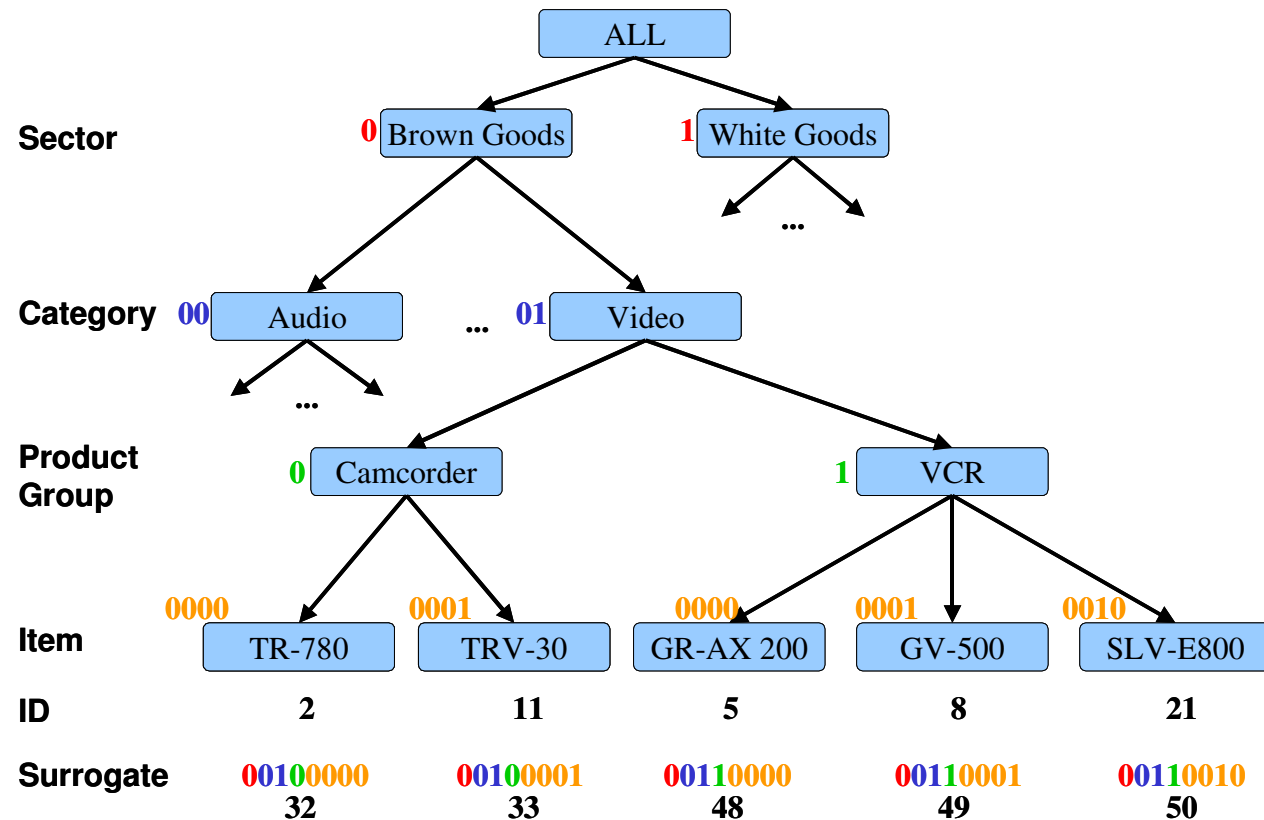 ALL
Sector 0 Brown Goods 1 White Goods
...
Category 00 Audio ... 01 Video
...
Product
Group
0 Camcorder 1 VCR
0000 0001 0000 0001 0010
Item TR-780 TRV-30 GR-AX 200 GV-500 SLV-E800
ID 2 11 5 8 21
Surrogate 00100000 00100001 00110000 00110001 00110010
32 33 48 49 50